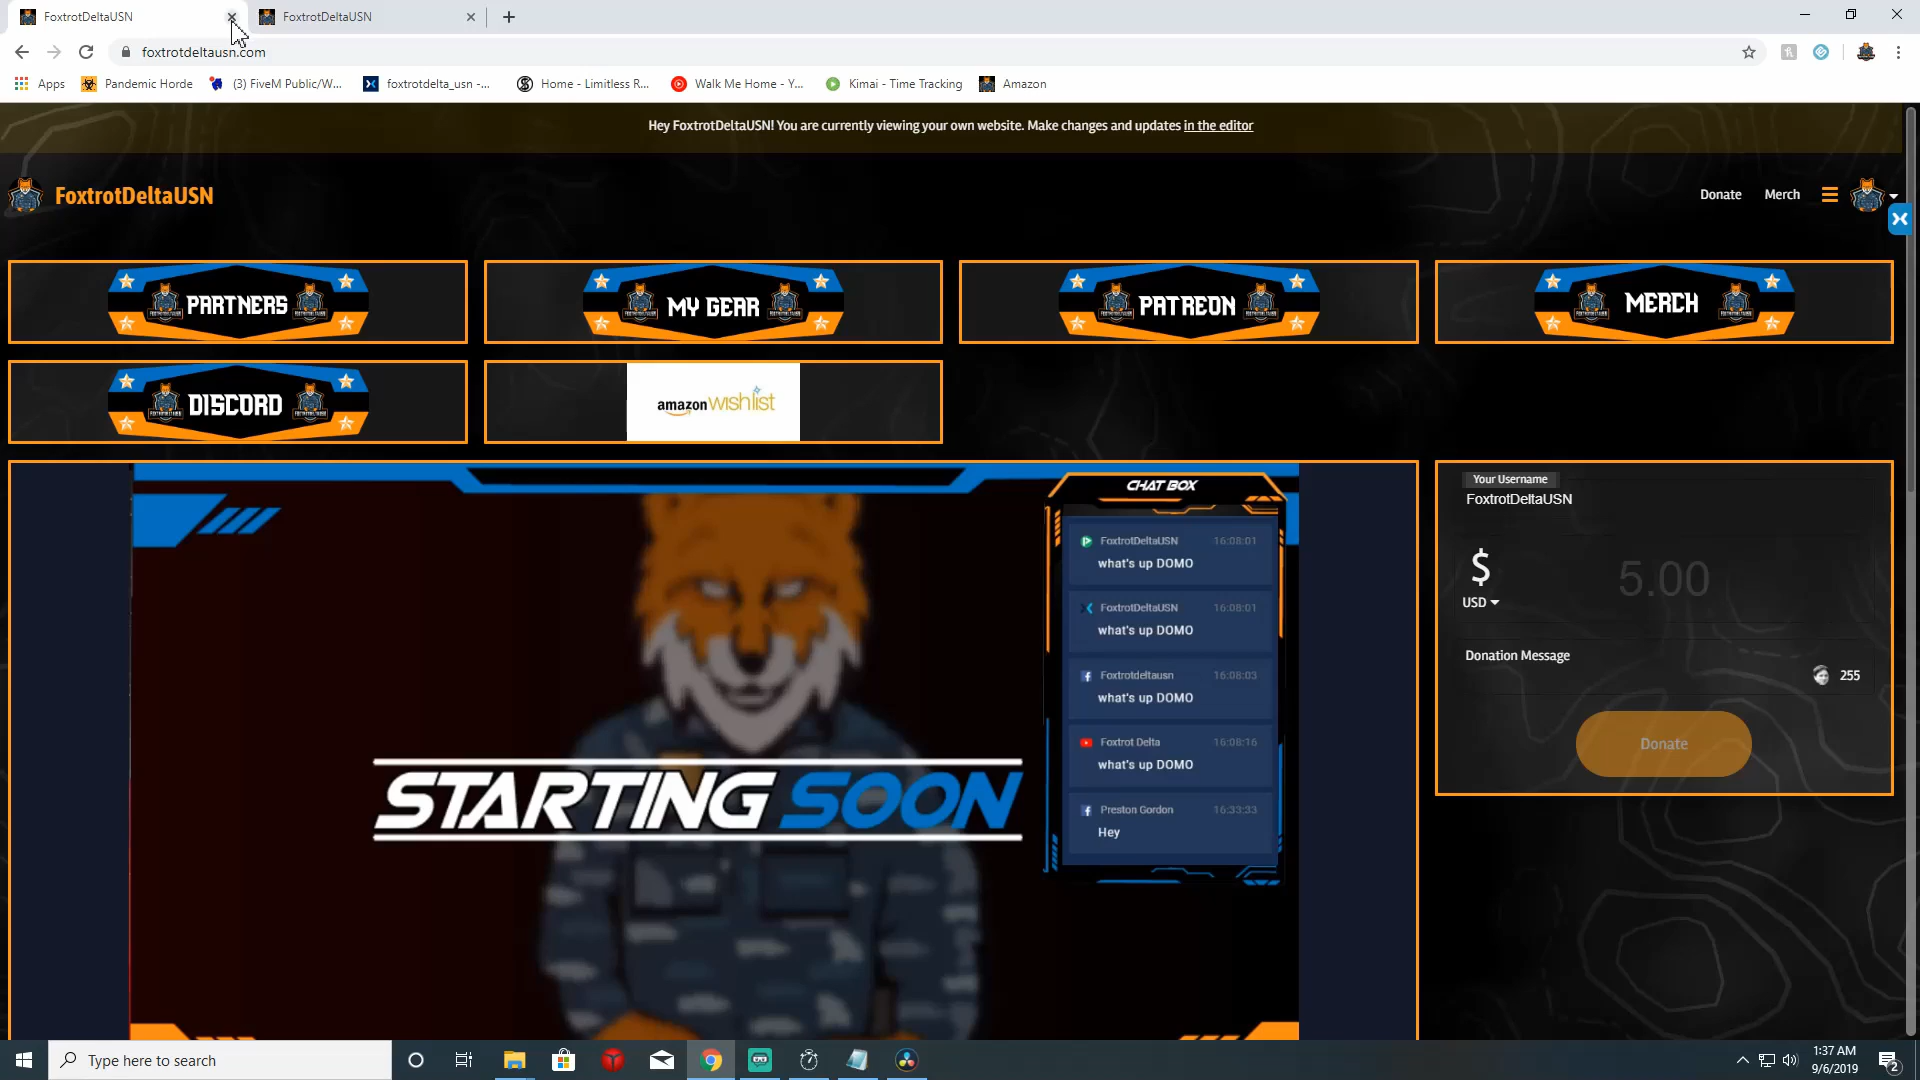 FoxtrotDeltaUSN
FoxtrotDeltaUSN
foxtrotdeltausn.com
Apps
Pandemic Horde
(3) FiveM Public/W...
foxtrotdelta_usn -...
Home - Limitless R...
Walk Me Home - Y...
Kimai - Time Tracking
Amazon
Hey FoxtrotDeltaUSN! You are currently viewing your own website. Make changes and updates in the editor
FoxtrotDeltaUSN
Donate
Merch
PARTNERS
MY GEAR
PATREON
MERCH
DISCORD
amazon wishlist
CHAT BOX
FoxtrotDeltaUSN 16:08:01
what's up DOMO
FoxtrotDeltaUSN 16:08:01
what's up DOMO
Foxtrotdeltausn 16:08:03
what's up DOMO
Foxtrot Delta 16:08:16
what's up DOMO
Preston Gordon 16:33:33
Hey
STARTING SOON
Your Username
FoxtrotDeltaUSN
$
USD
5.00
Donation Message
255
Donate
Type here to search
1:37 AM
9/6/2019
2